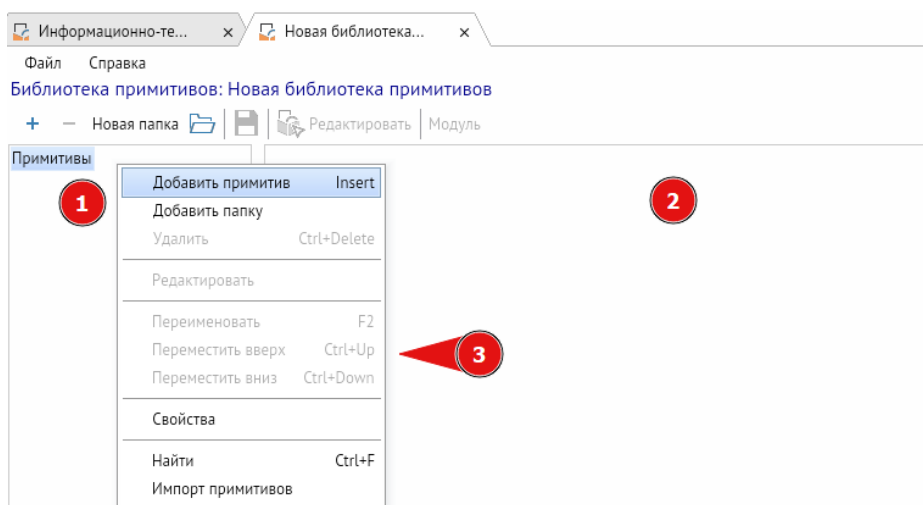 Информационно-те... × Новая библиотека... ×
Файл Справка
Библиотека примитивов: Новая библиотека примитивов
+ − Новая папка Редактировать Модуль
Примитивы
Добавить примитив Insert
1
2
Добавить папку
Удалить Ctrl+Delete
Редактировать
Переименовать F2
Переместить вверх Ctrl+Up
3
Переместить вниз Ctrl+Down
Свойства
Найти Ctrl+F
Импорт примитивов